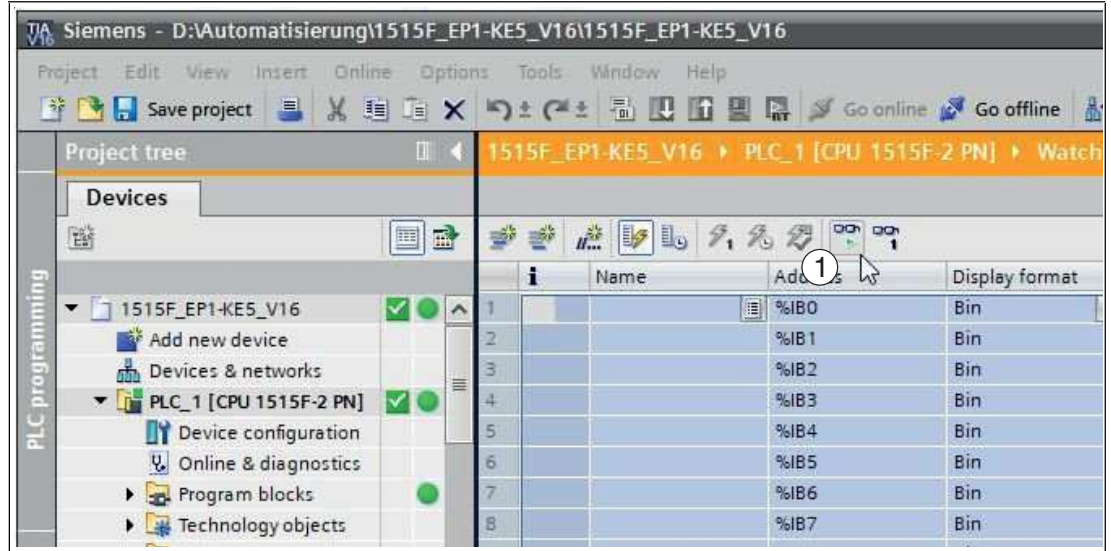 Siemens - D:\Automatisierung\1515F_EP1-KE5_V16\1515F_EP1-KE5_V16
Project Edit View Insert Online Options Tools Window Help
Save project Go online Go offline
Project tree
1515F_EP1-KE5_V16 PLC_1 [CPU 1515F-2 PN] Watch
Devices
PLC programming
i Name Display format
1
1515F_EP1-KE5_V16
Add new device
Devices & networks
PLC_1 [CPU 1515F-2 PN]
Device configuration
Online & diagnostics
Program blocks
Technology objects
1 %IB0 Bin
2 %IB1 Bin
3 %IB2 Bin
4 %IB3 Bin
5 %IB4 Bin
6 %IB5 Bin
7 %IB6 Bin
8 %IB7 Bin